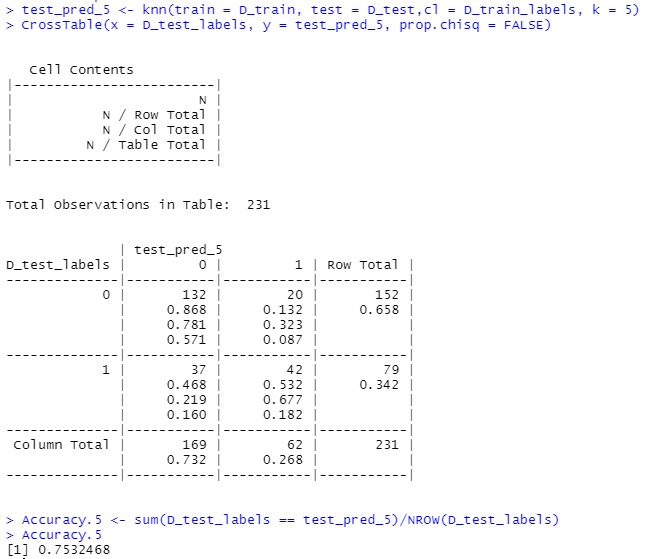 > test_pred_5 <- knn(train = D_train, test = D_test,cl = D_train_labels, k = 5)
> CrossTable(x = D_test_labels, y = test_pred_5, prop.chisq = FALSE)
   Cell Contents
|-------------------------|
|                       N |
|           N / Row Total |
|           N / Col Total |
|         N / Table Total |
|-------------------------|
Total Observations in Table:  231
              | test_pred_5
D_test_labels |         0 |         1 | Row Total |
--------------|-----------|-----------|-----------|
            0 |       132 |        20 |       152 |
              |     0.868 |     0.132 |     0.658 |
              |     0.781 |     0.323 |           |
              |     0.571 |     0.087 |           |
--------------|-----------|-----------|-----------|
            1 |        37 |        42 |        79 |
              |     0.468 |     0.532 |     0.342 |
              |     0.219 |     0.677 |           |
              |     0.160 |     0.182 |           |
--------------|-----------|-----------|-----------|
 Column Total |       169 |        62 |       231 |
              |     0.732 |     0.268 |           |
--------------|-----------|-----------|-----------|
> Accuracy.5 <- sum(D_test_labels == test_pred_5)/NROW(D_test_labels)
> Accuracy.5
[1] 0.7532468